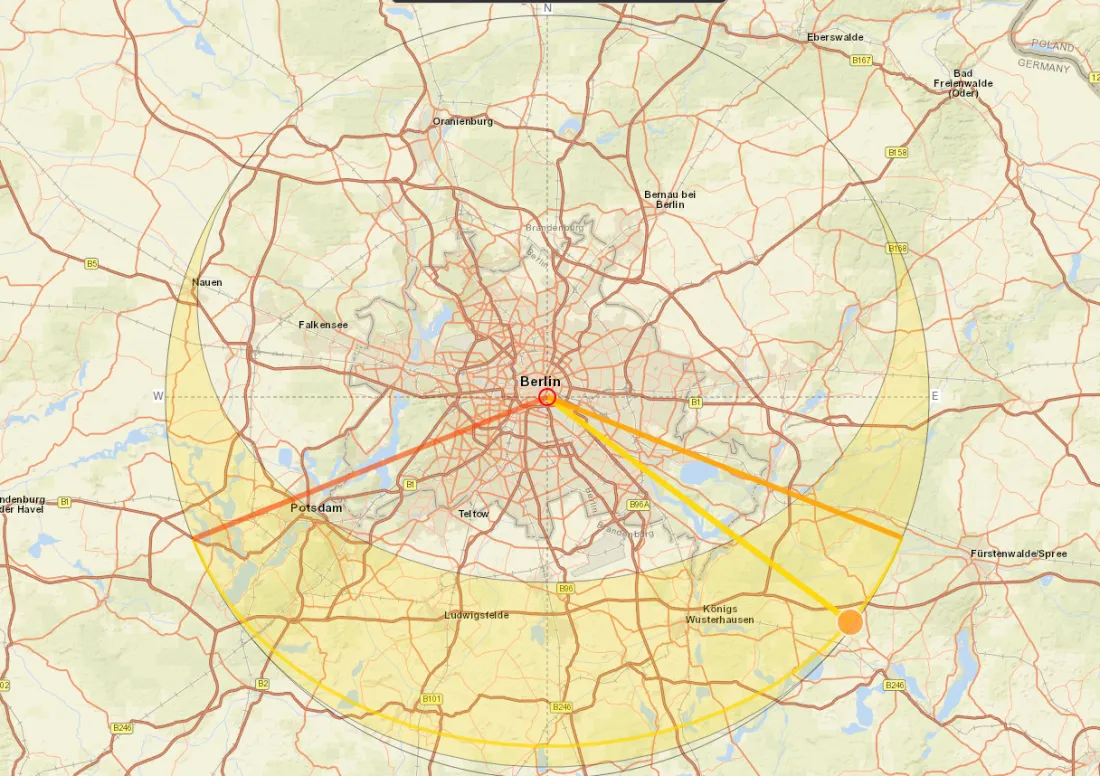 N
Eberswalde
POLAND
GERMANY
B167
Bad
Freienwalde
(Oder)
12
Oranienburg
B158
Bernau bei
Berlin
Brandenburg
Berlin
B168
B5
Nauen
Falkensee
Berlin
W
E
B1
B1
B1
ndenburg
der Havel
Potsdam
Teltow
B96A
Berlin
Brandenburg
Fürstenwalde/Spree
B96
Ludwigsfelde
Königs
Wusterhausen
02
B2
B101
B246
B246
B246